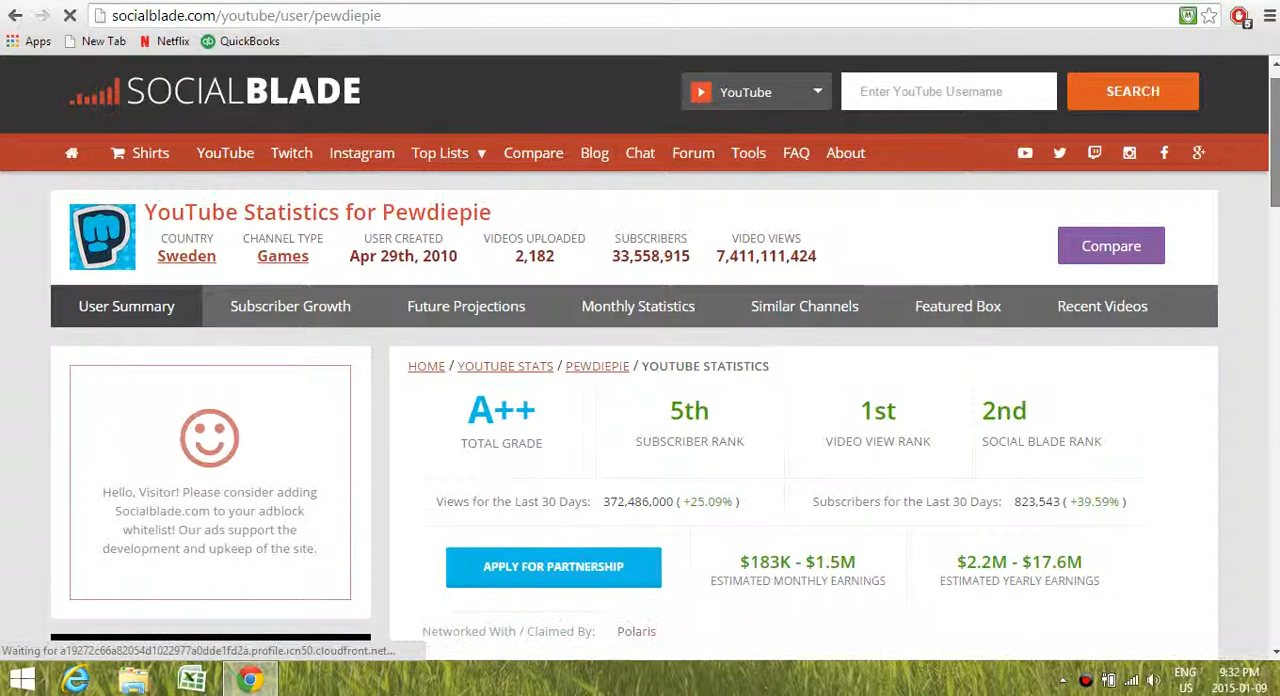 socialblade.com/youtube/user/pewdiepie
Apps New Tab Netflix QuickBooks
SOCIALBLADE YouTube Enter YouTube Username SEARCH
Shirts YouTube Twitch Instagram Top Lists ▼ Compare Blog Chat Forum Tools FAQ About
YouTube Statistics for Pewdiepie
COUNTRY CHANNEL TYPE USER CREATED VIDEOS UPLOADED SUBSCRIBERS VIDEO VIEWS
Sweden Games Apr 29th, 2010 2,182 33,558,915 7,411,111,424
Compare
User Summary Subscriber Growth Future Projections Monthly Statistics Similar Channels Featured Box Recent Videos
HOME / YOUTUBE STATS / PEWDIEPIE / YOUTUBE STATISTICS
A++ 5th 1st 2nd
TOTAL GRADE SUBSCRIBER RANK VIDEO VIEW RANK SOCIAL BLADE RANK
Hello, Visitor! Please consider adding
Socialblade.com to your adblock
whitelist! Our ads support the
development and upkeep of the site.
Views for the Last 30 Days: 372,486,000 ( +25.09% ) Subscribers for the Last 30 Days: 823,543 ( +39.59% )
APPLY FOR PARTNERSHIP
$183K - $1.5M $2.2M - $17.6M
ESTIMATED MONTHLY EARNINGS ESTIMATED YEARLY EARNINGS
Networked With / Claimed By: Polaris
Waiting for a19272c66a82054d1022977a0dde1fd2a.profile.icn50.cloudfront.net...
ENG 9:32 PM
US 2015-01-09